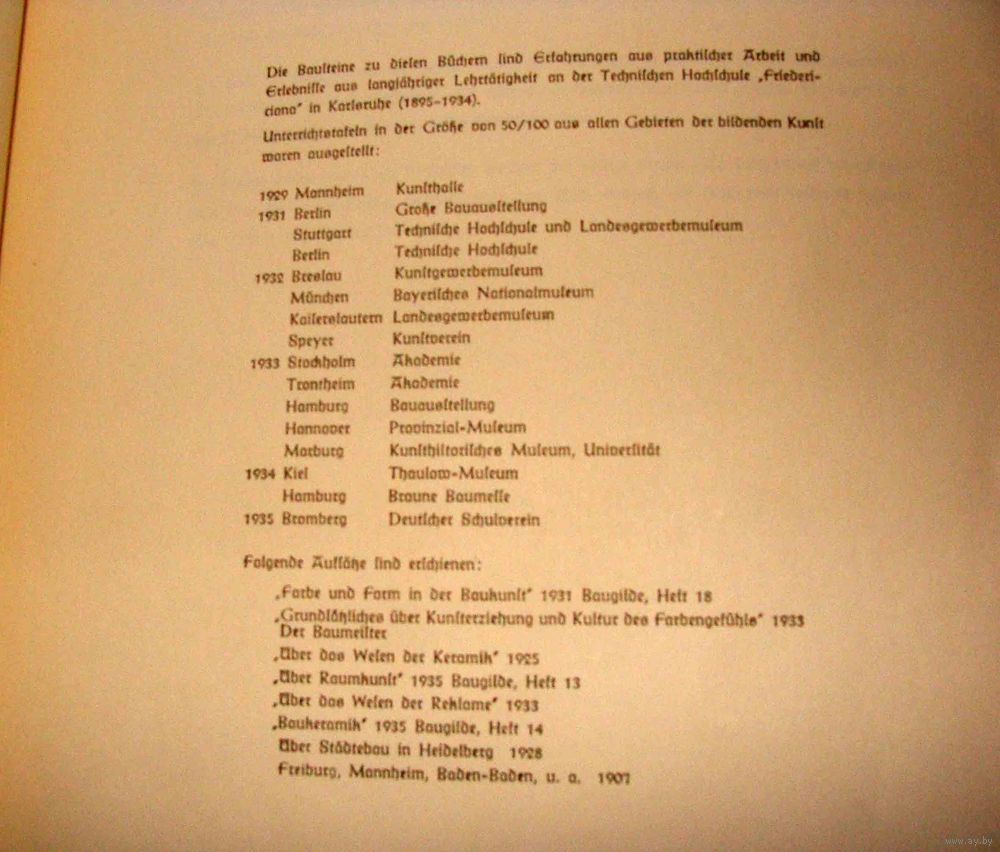 Die Bauſteine zu dieſen Büchern ſind Erfahrungen aus praktiſcher Arbeit und
Erlebniſſe aus langjähriger Lehrtätigkeit an der Techniſchen Hochſchule „Friederi-
ciana“ in Karlsruhe (1895-1934).
Unterrichtstafeln in der Größe von 50/100 aus allen Gebieten der bildenden Kunſt
waren ausgeſtellt:
1929 Mannheim Kunſthalle
1931 Berlin Große Bauausſtellung
Stuttgart Techniſche Hochſchule und Landesgewerbemuſeum
Berlin Techniſche Hochſchule
1932 Breslau Kunſtgewerbemuſeum
München Bayeriſches Nationalmuſeum
Kaiſerslautern Landesgewerbemuſeum
Speyer Kunſtverein
1933 Stockholm Akademie
Trontheim Akademie
Hamburg Bauausſtellung
Hannover Provinzial-Muſeum
Marburg Kunſthiſtoriſches Muſeum, Univerſität
1934 Kiel Thaulow-Muſeum
Hamburg Braune Baumeſſe
1935 Bromberg Deutſcher Schulverein
Folgende Aufſätze ſind erſchienen:
„Farbe und Form in der Baukunſt“ 1931 Baugilde, Heft 18
„Grundſätzliches über Kunſterziehung und Kultur des Farbengefühls“ 1933
Der Baumeiſter
„Über das Weſen der Keramik“ 1925
„Über Raumkunſt“ 1935 Baugilde, Heft 13
„Über das Weſen der Reklame“ 1933
„Baukeramik“ 1935 Baugilde, Heft 14
Über Städtebau in Heidelberg 1928
Freiburg, Mannheim, Baden-Baden, u. a. 1907
www.ay.by